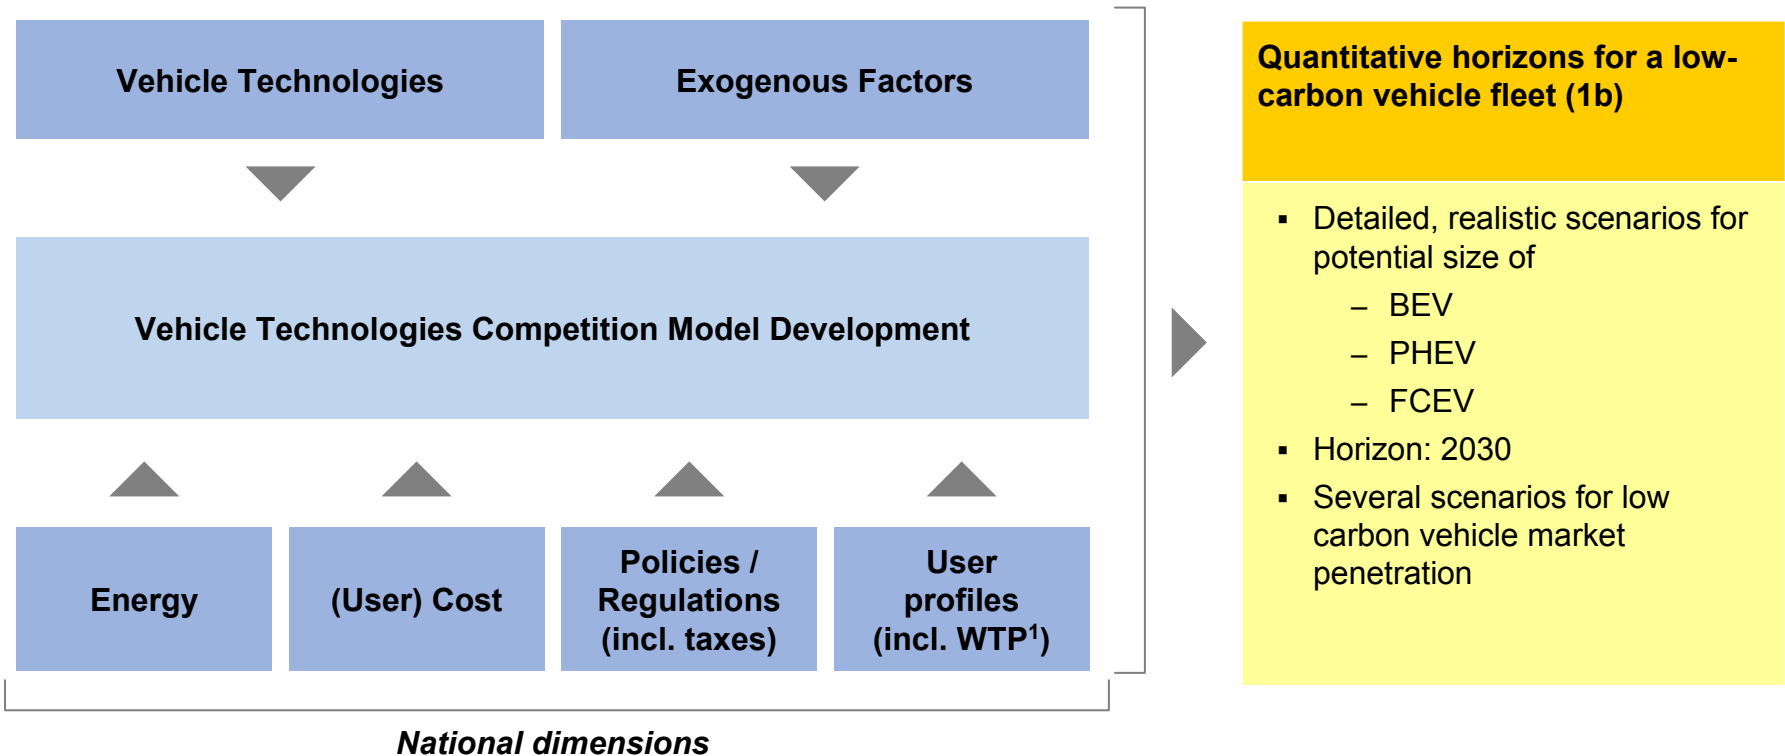 Vehicle Technologies
Exogenous Factors
Vehicle Technologies Competition Model Development
Energy
(User) Cost
Policies /
Regulations
(incl. taxes)
User
profiles
(incl. WTP¹)
National dimensions
Quantitative horizons for a low-
carbon vehicle fleet (1b)
▪ Detailed, realistic scenarios for
potential size of
– BEV
– PHEV
– FCEV
▪ Horizon: 2030
▪ Several scenarios for low
carbon vehicle market
penetration